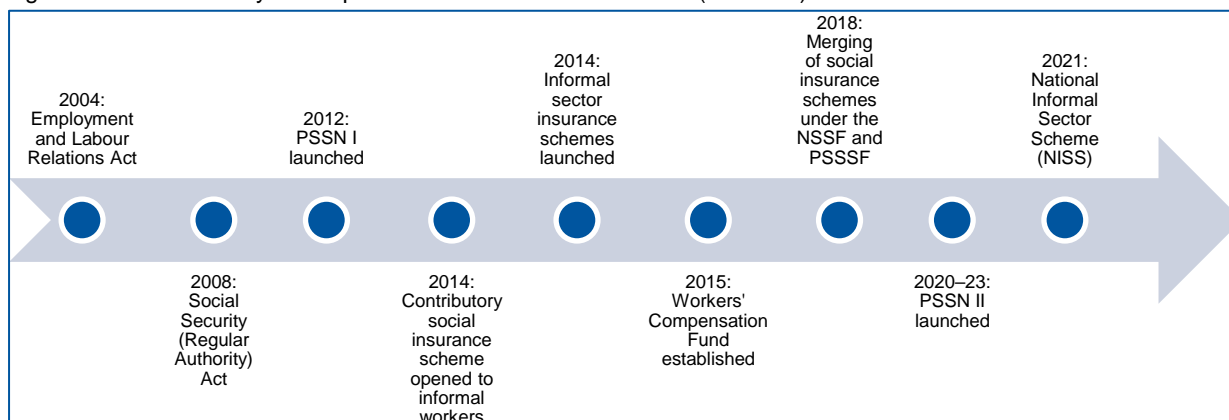 2004:
Employment
and Labour
Relations Act
2008:
Social
Security
(Regular
Authority)
Act
2012:
PSSN I
launched
2014:
Contributory
social
insurance
scheme
opened to
informal
workers
2014:
Informal
sector
insurance
schemes
launched
2015:
Workers'
Compensation
Fund
established
2018:
Merging
of social
insurance
schemes
under the
NSSF and
PSSSF
2020–23:
PSSN II
launched
2021:
National
Informal
Sector
Scheme
(NISS)